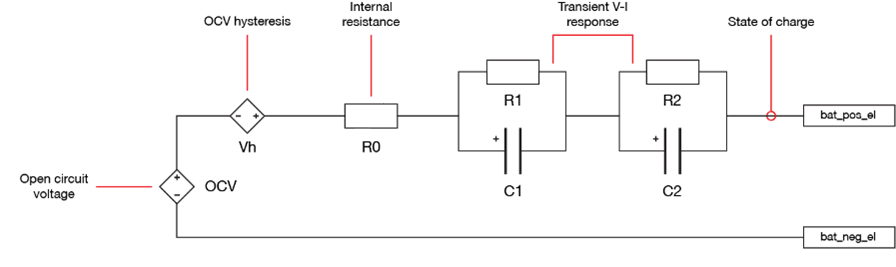 OCV hysteresis
Internal
resistance
Transient V-I
response
State of charge
R1
R2
bat_pos_el
- +
Vh
R0
+
C1
+
C2
Open circuit
voltage
+
-
OCV
bat_neg_el